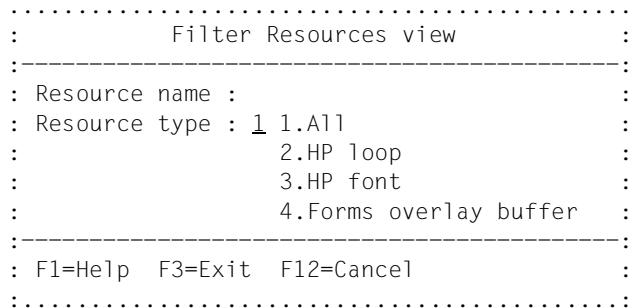 ................................................
: Filter Resources view :
:--------------------------------------------:
: Resource name : :
: Resource type : 1 1.All :
: 2.HP loop :
: 3.HP font :
: 4.Forms overlay buffer :
:--------------------------------------------:
: F1=Help F3=Exit F12=Cancel :
:..............................................: